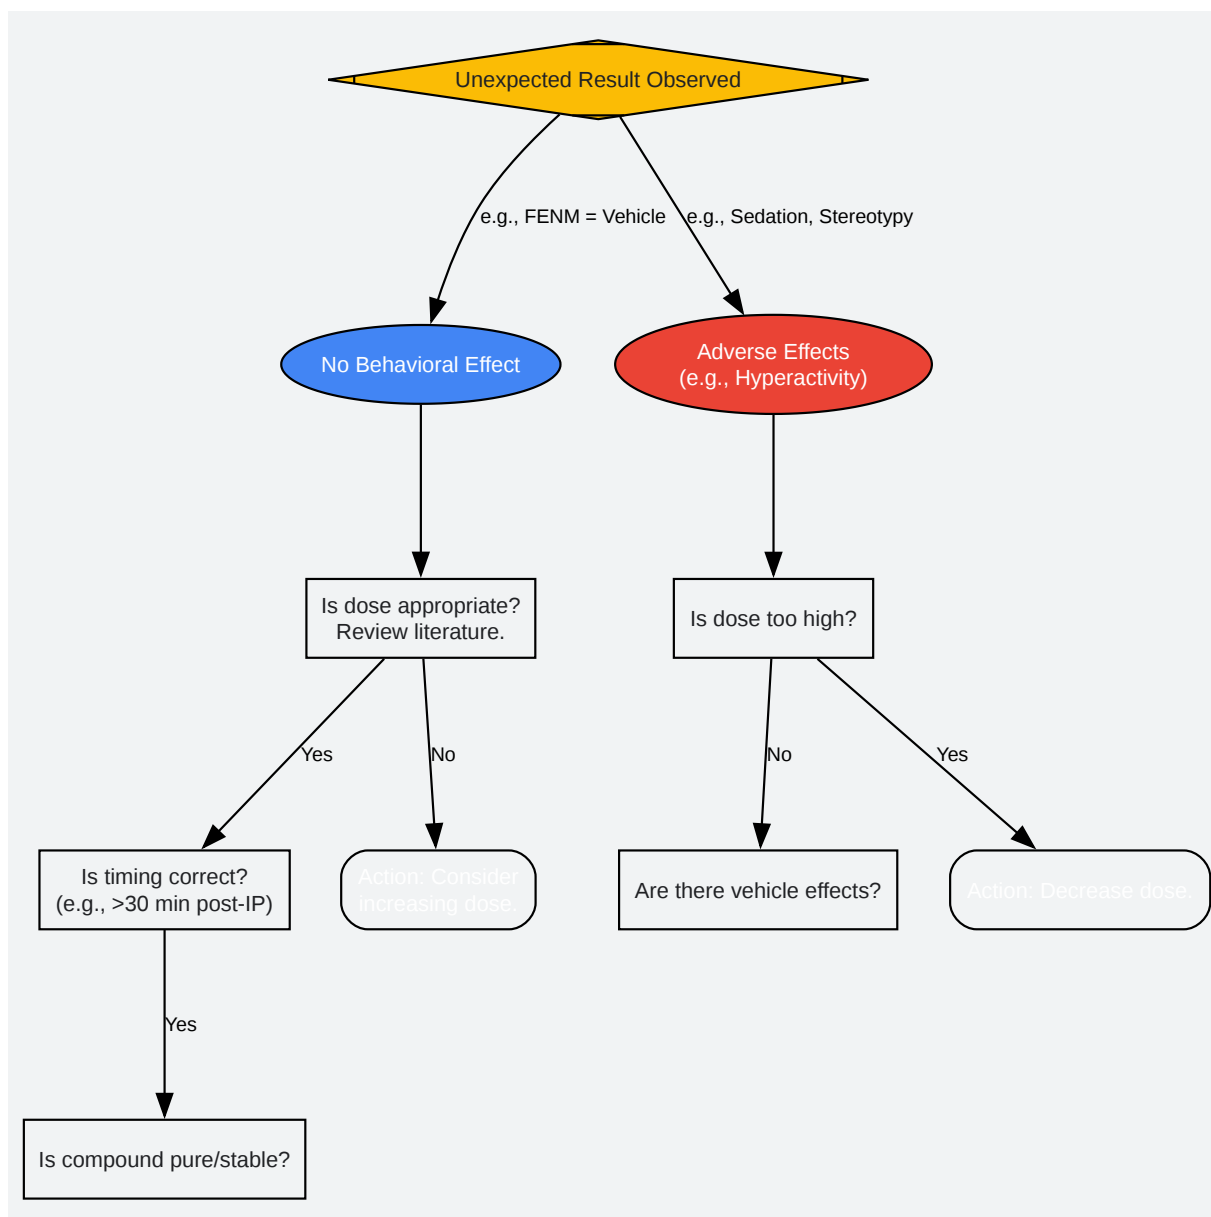 Unexpected Result Observed
e.g., FENM = Vehicle
e.g., Sedation, Stereotypy
No Behavioral Effect
Adverse Effects
(e.g., Hyperactivity)
Is dose appropriate?
Review literature.
Is dose too high?
Yes
No
No
Yes
Is timing correct?
(e.g., >30 min post-IP)
Action: Consider
increasing dose.
Are there vehicle effects?
Action: Decrease dose.
Yes
Is compound pure/stable?